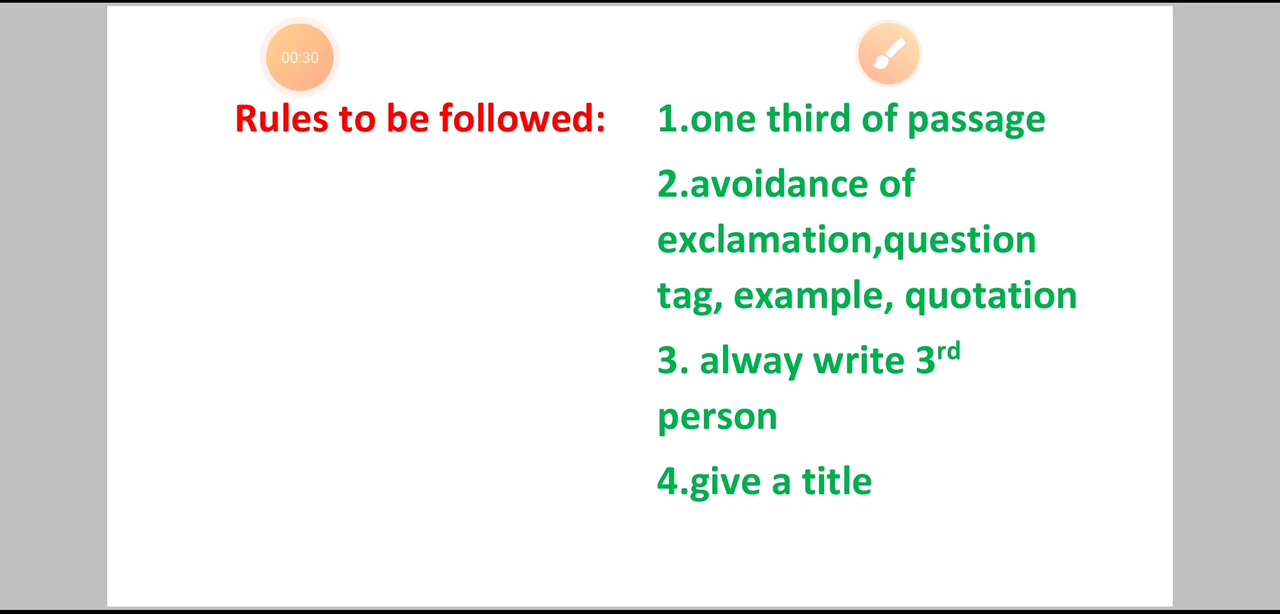 00:30
Rules to be followed:
1.one third of passage
2.avoidance of
exclamation,question
tag, example, quotation
3. alway write 3rd
person
4.give a title